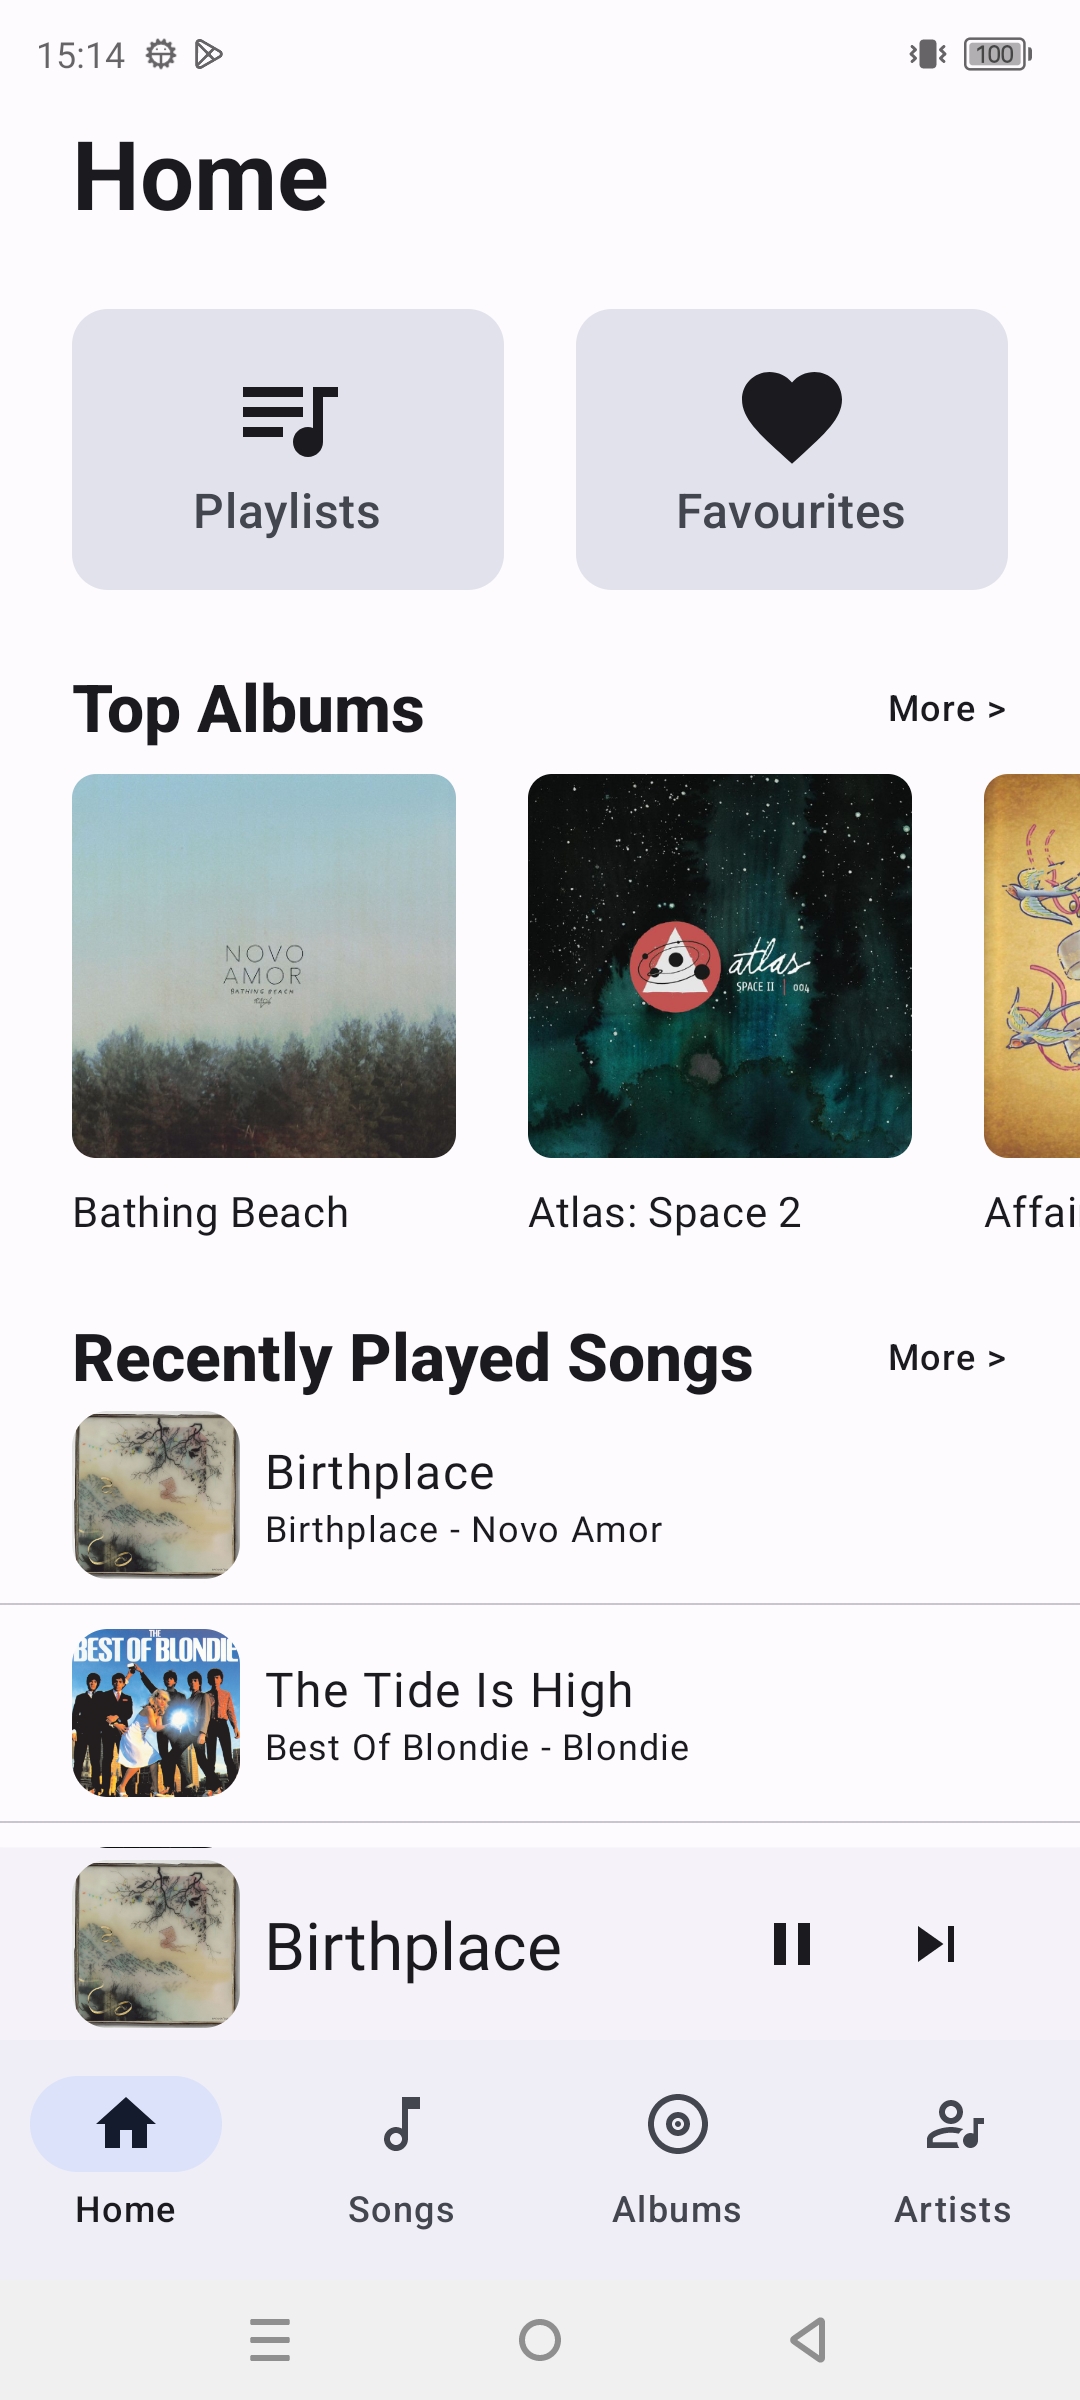 15:14
100
Home
Playlists
Favourites
Top Albums
More >
NOVO
AMOR
BATHING BEACH
atlas
SPACE II | 004
Bathing Beach
Atlas: Space 2
Affai
Recently Played Songs
More >
Birthplace
Birthplace - Novo Amor
THE
BEST OF BLONDIE
The Tide Is High
Best Of Blondie - Blondie
Birthplace
Home
Songs
Albums
Artists